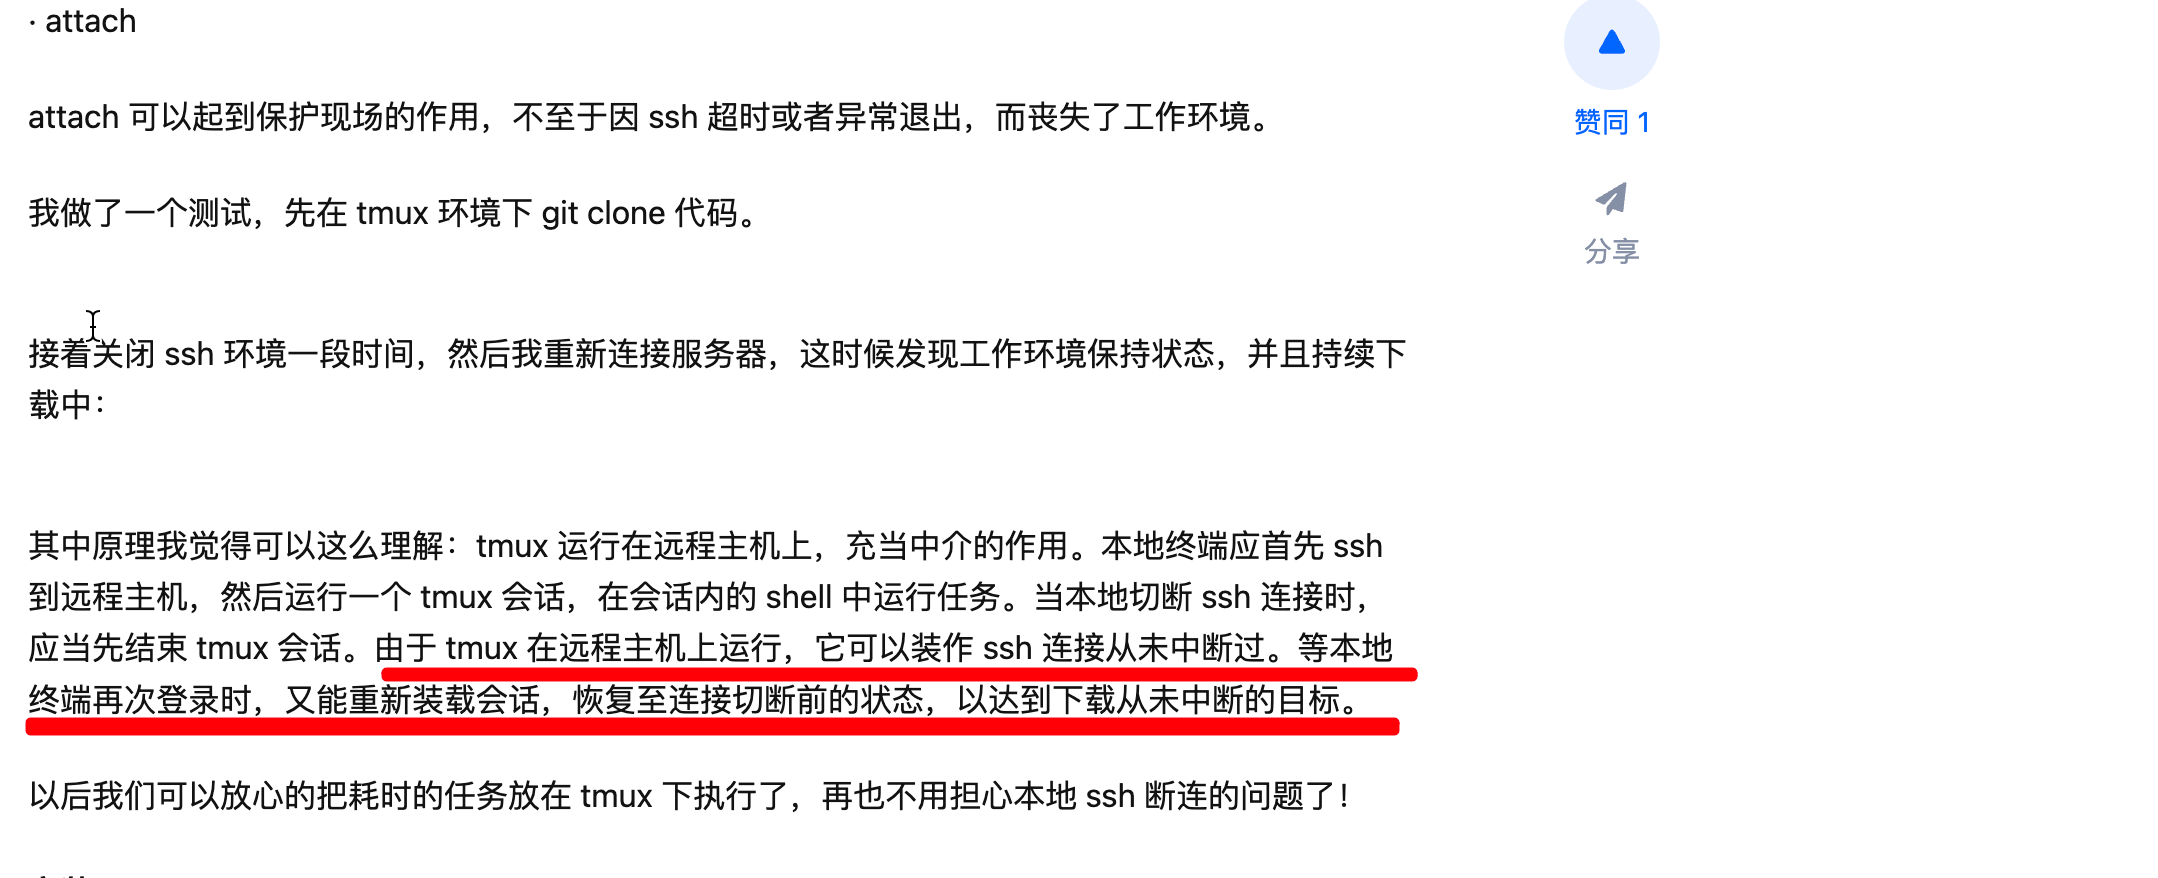 · attach
attach 可以起到保护现场的作用，不至于因 ssh 超时或者异常退出，而丧失了工作环境。
我做了一个测试，先在 tmux 环境下 git clone 代码。
接着关闭 ssh 环境一段时间，然后我重新连接服务器，这时候发现工作环境保持状态，并且持续下
载中：
其中原理我觉得可以这么理解：tmux 运行在远程主机上，充当中介的作用。本地终端应首先 ssh
到远程主机，然后运行一个 tmux 会话，在会话内的 shell 中运行任务。当本地切断 ssh 连接时，
应当先结束 tmux 会话。由于 tmux 在远程主机上运行，它可以装作 ssh 连接从未中断过。等本地
终端再次登录时，又能重新装载会话，恢复至连接切断前的状态，以达到下载从未中断的目标。
以后我们可以放心的把耗时的任务放在 tmux 下执行了，再也不用担心本地 ssh 断连的问题了！
赞同 1
分享